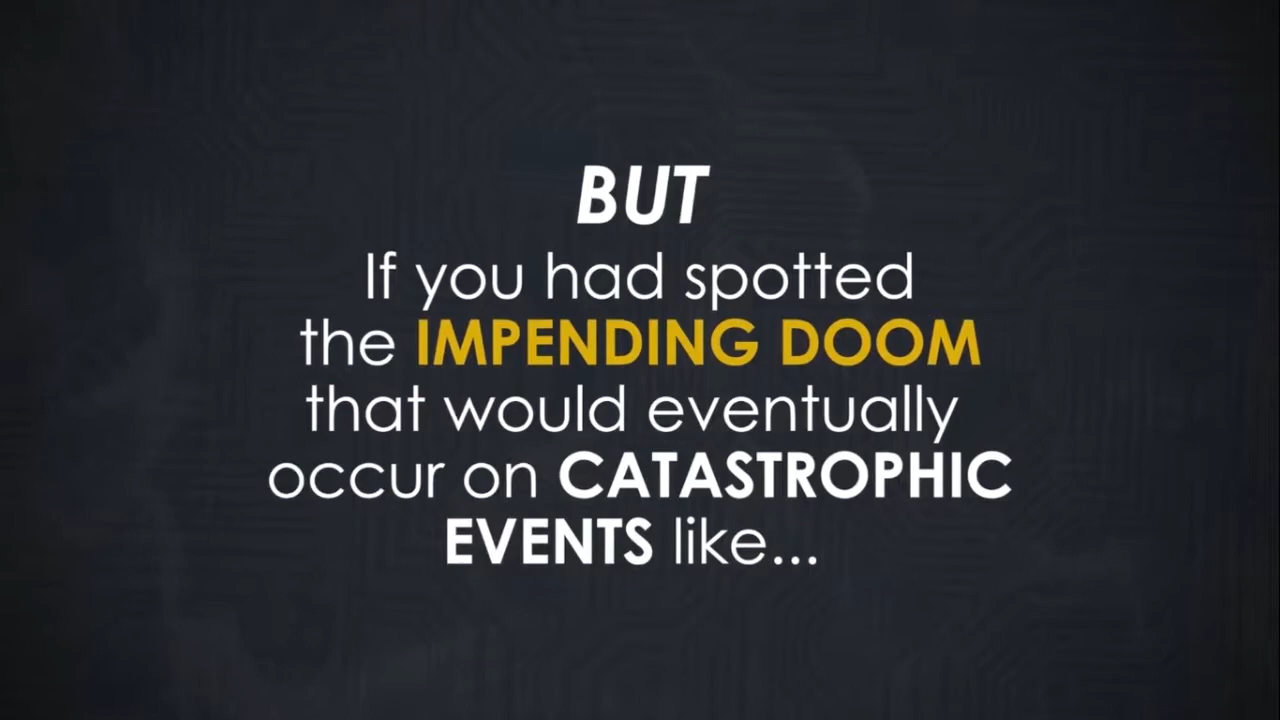 BUT
If you had spotted
the IMPENDING DOOM
that would eventually
occur on CATASTROPHIC
EVENTS like...